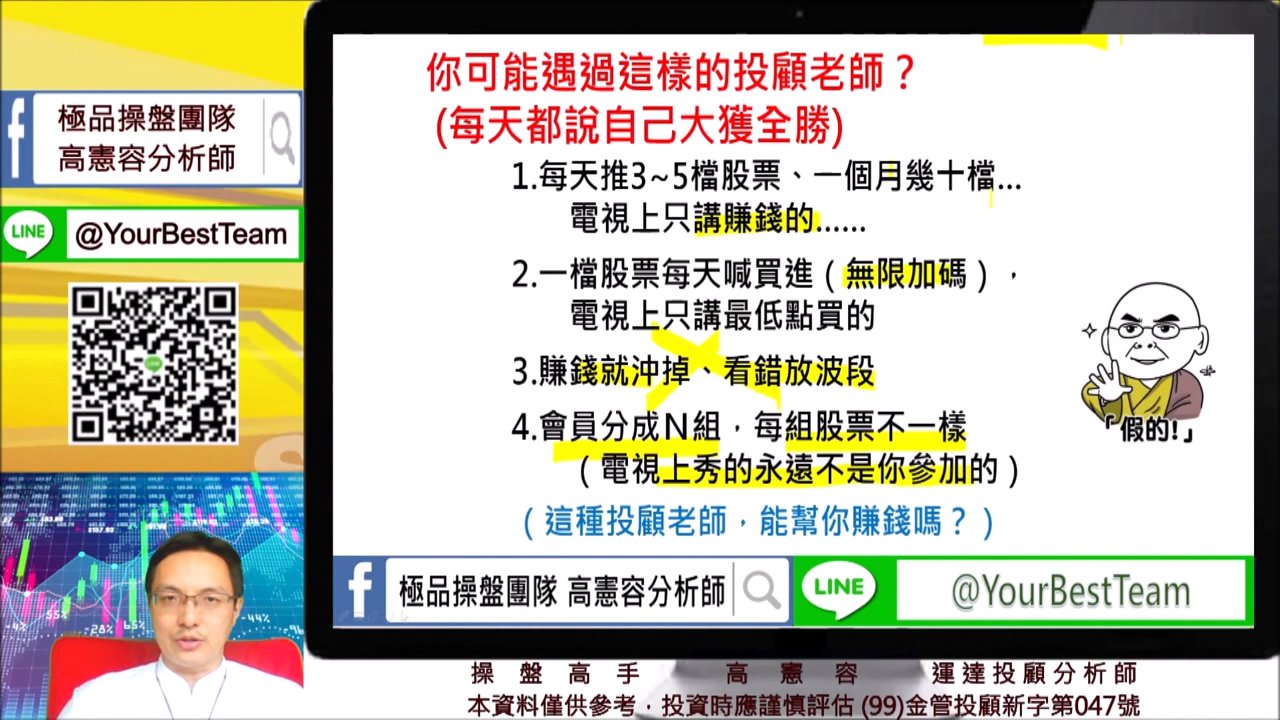 極品操盤團隊
高憲容分析師
LINE
@YourBestTeam
你可能遇過這樣的投顧老師？
(每天都說自己大獲全勝)
1.每天推3~5檔股票、一個月幾十檔...
電視上只講賺錢的......
2.一檔股票每天喊買進（無限加碼），
電視上只講最低點買的
3.賺錢就沖掉、看錯放波段
4.會員分成N組，每組股票不一樣
（電視上秀的永遠不是你參加的）
（這種投顧老師，能幫你賺錢嗎？）
「假的!」
極品操盤團隊 高憲容分析師
LINE
@YourBestTeam
操盤高手 高憲容 運達投顧分析師
本資料僅供參考，投資時應謹慎評估 (99)金管投顧新字第047號